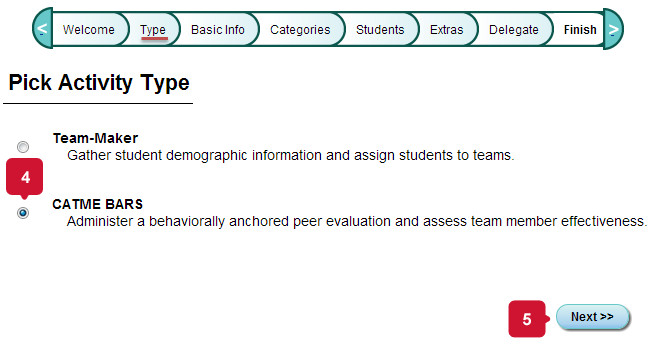 < Welcome Type Basic Info Categories Students Extras Delegate Finish >
Pick Activity Type
Team-Maker
Gather student demographic information and assign students to teams.
4
CATME BARS
Administer a behaviorally anchored peer evaluation and assess team member effectiveness.
5 Next >>